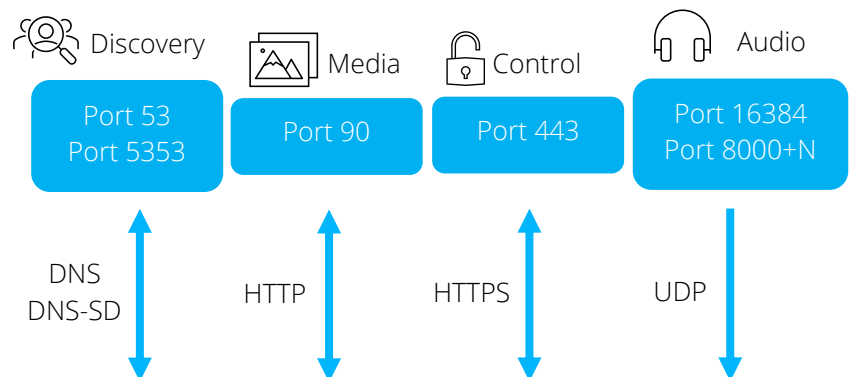 Discovery
Media
Control
Audio
Port 53
Port 5353
Port 90
Port 443
Port 16384
Port 8000+N
DNS
DNS-SD
HTTP
HTTPS
UDP